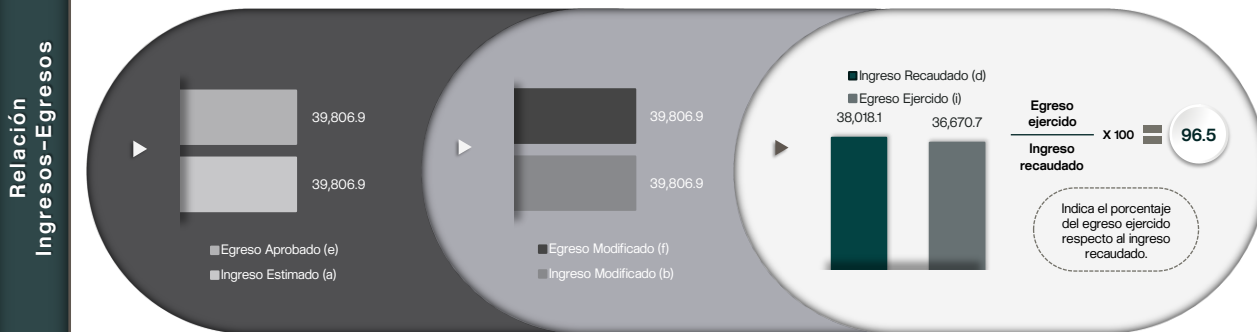 Relación
Ingresos-Egresos
39,806.9
39,806.9
Egreso Aprobado (e)
Ingreso Estimado (a)
39,806.9
39,806.9
Egreso Modificado (f)
Ingreso Modificado (b)
Ingreso Recaudado (d)
Egreso Ejercido (i)
38,018.1
36,670.7
Egreso
ejercido
Ingreso
recaudado
X 100
96.5
Indica el porcentaje
del egreso ejercido
respecto al ingreso
recaudado.